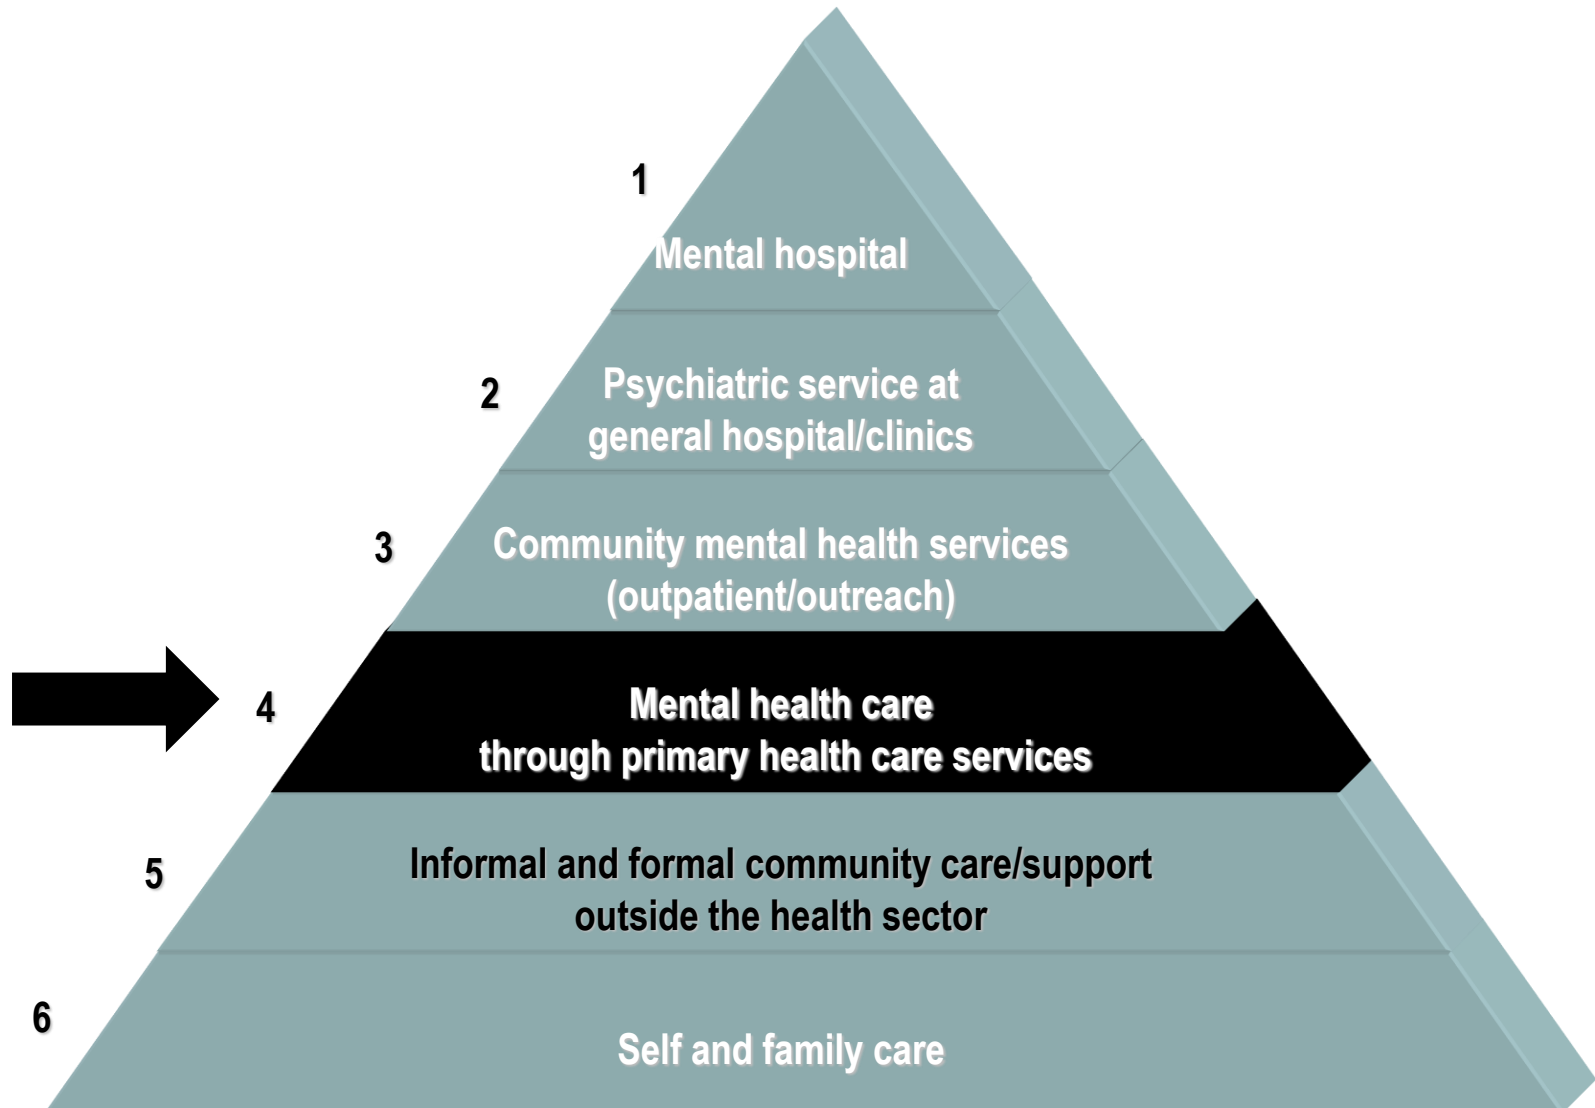 1
Mental hospital
2
Psychiatric service at
general hospital/clinics
3
Community mental health services
(outpatient/outreach)
4
Mental health care
through primary health care services
5
Informal and formal community care/support
outside the health sector
6
Self and family care